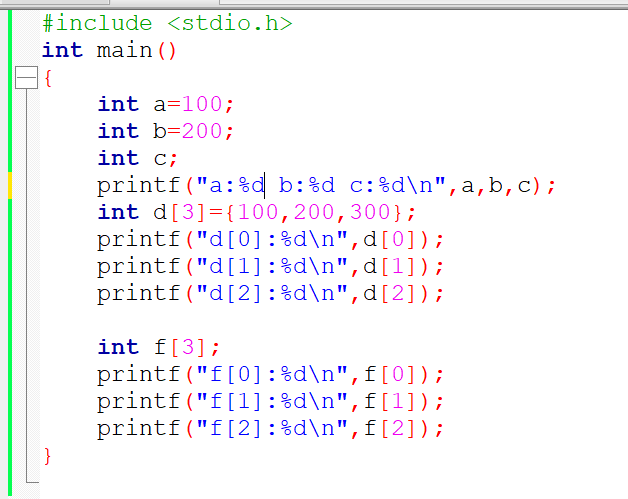 #include <stdio.h>
int main()
{
    int a=100;
    int b=200;
    int c;
    printf("a:%d b:%d c:%d\n",a,b,c);
    int d[3]={100,200,300};
    printf("d[0]:%d\n",d[0]);
    printf("d[1]:%d\n",d[1]);
    printf("d[2]:%d\n",d[2]);

    int f[3];
    printf("f[0]:%d\n",f[0]);
    printf("f[1]:%d\n",f[1]);
    printf("f[2]:%d\n",f[2]);
}